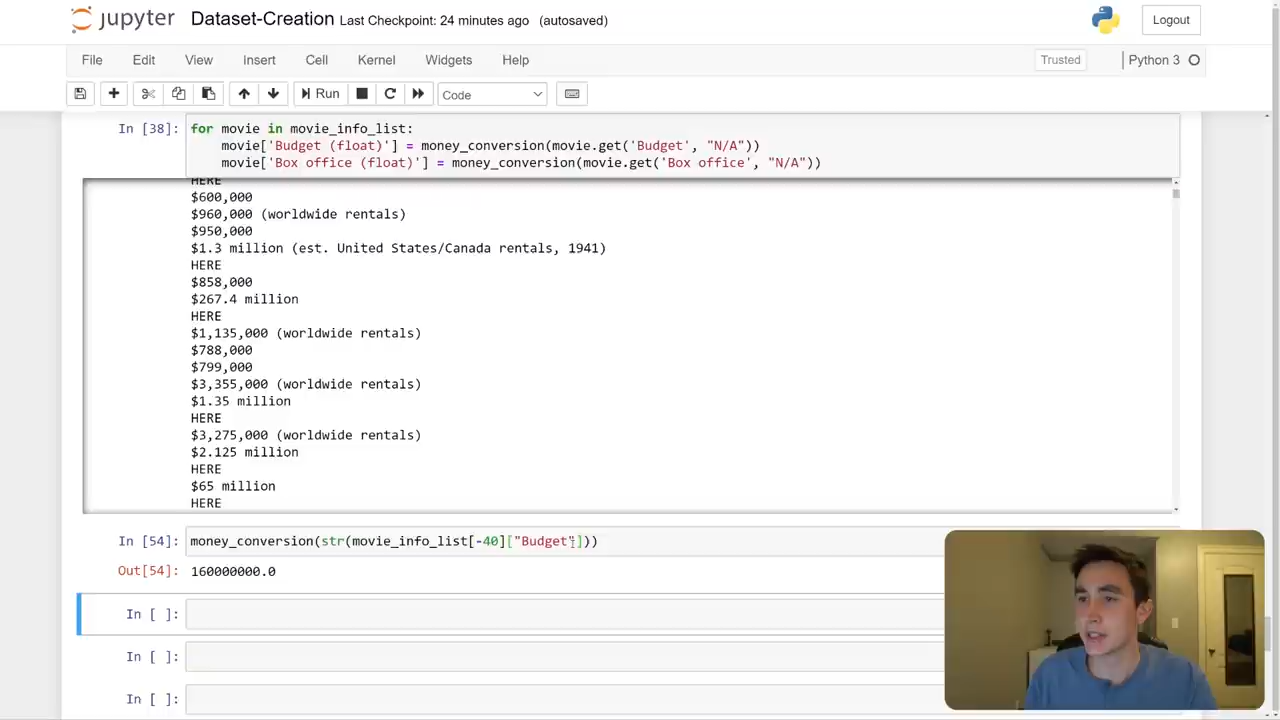 jupyter Dataset-Creation Last Checkpoint: 24 minutes ago (autosaved) Logout
File Edit View Insert Cell Kernel Widgets Help Trusted Python 3
Run Code
In [38]: for movie in movie_info_list:
movie['Budget (float)'] = money_conversion(movie.get('Budget', "N/A"))
movie['Box office (float)'] = money_conversion(movie.get('Box office', "N/A"))
HERE
$600,000
$960,000 (worldwide rentals)
$950,000
$1.3 million (est. United States/Canada rentals, 1941)
HERE
$858,000
$267.4 million
HERE
$1,135,000 (worldwide rentals)
$788,000
$799,000
$3,355,000 (worldwide rentals)
$1.35 million
HERE
$3,275,000 (worldwide rentals)
$2.125 million
HERE
$65 million
HERE
In [54]: money_conversion(str(movie_info_list[-40]["Budget"]))
Out[54]: 160000000.0
In [ ]:
In [ ]:
In [ ]: